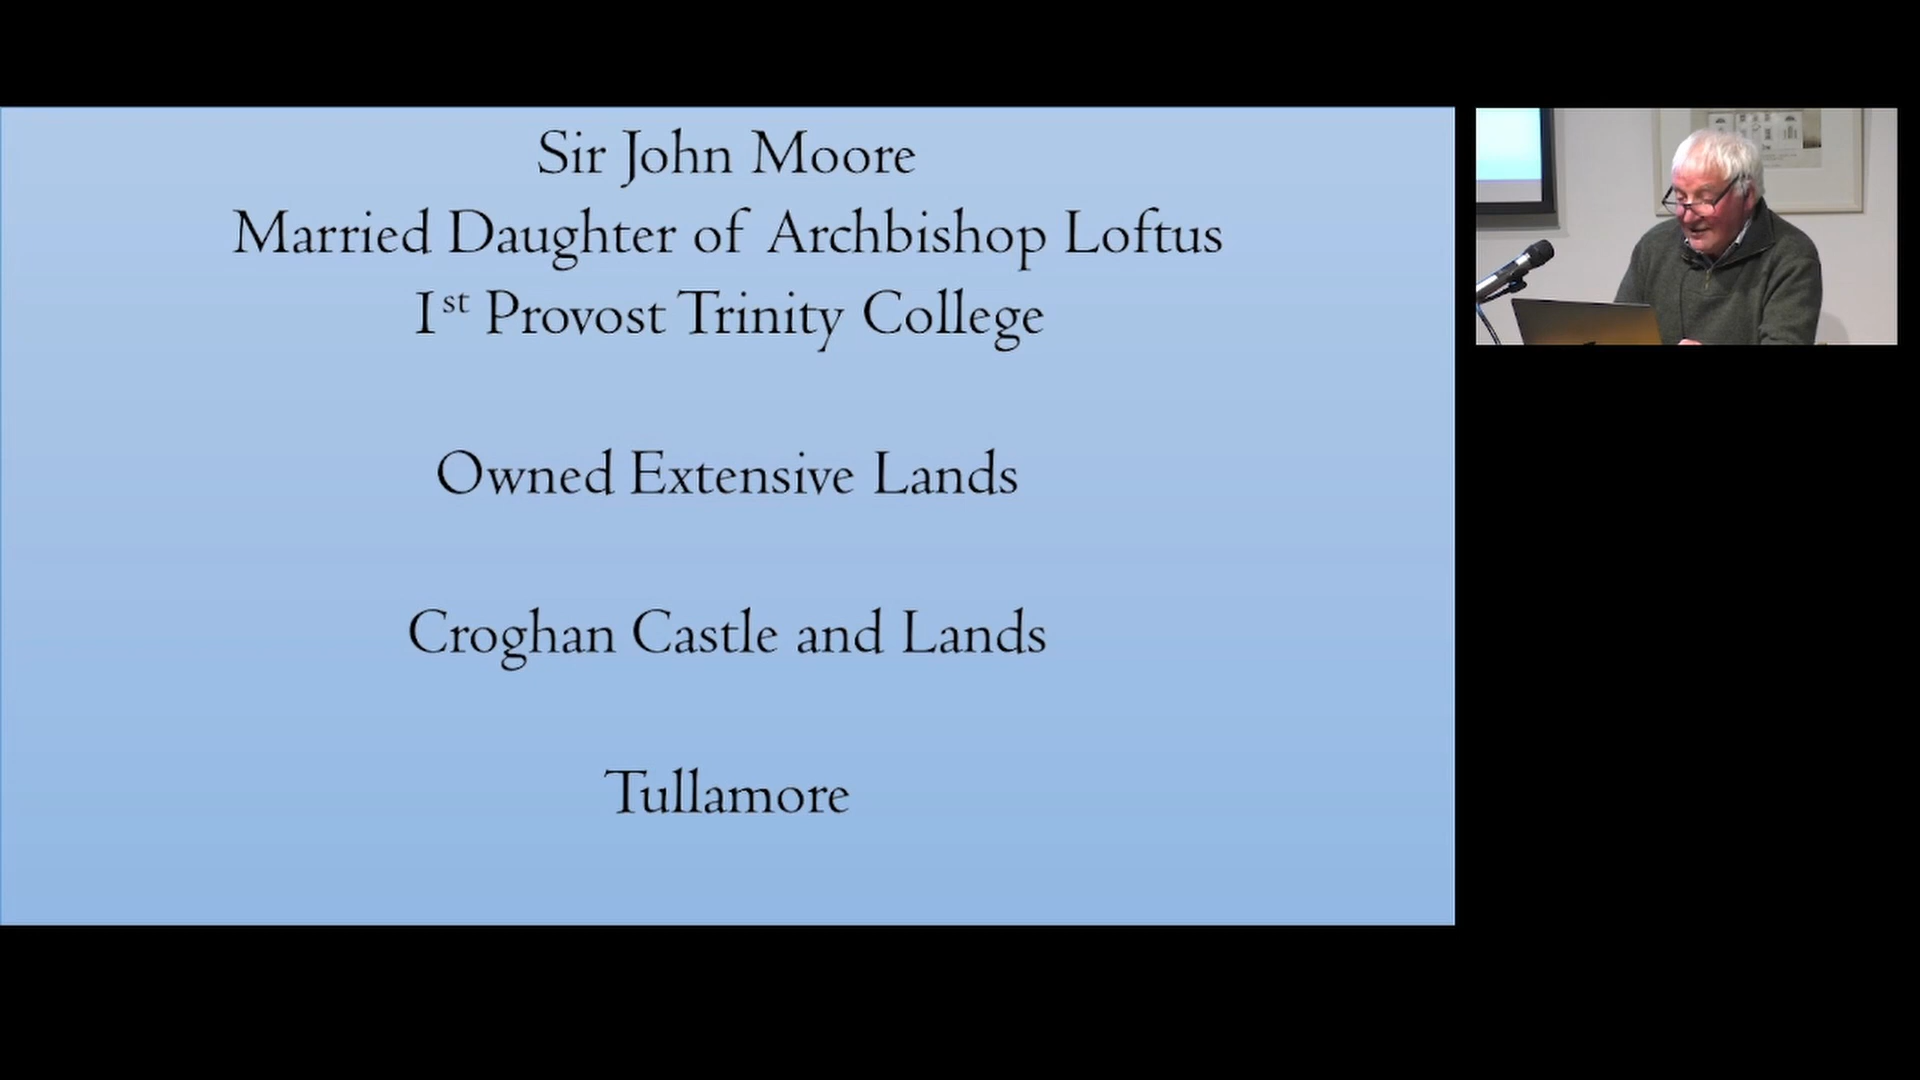 Sir John Moore
Married Daughter of Archbishop Loftus
1st Provost Trinity College
Owned Extensive Lands
Croghan Castle and Lands
Tullamore